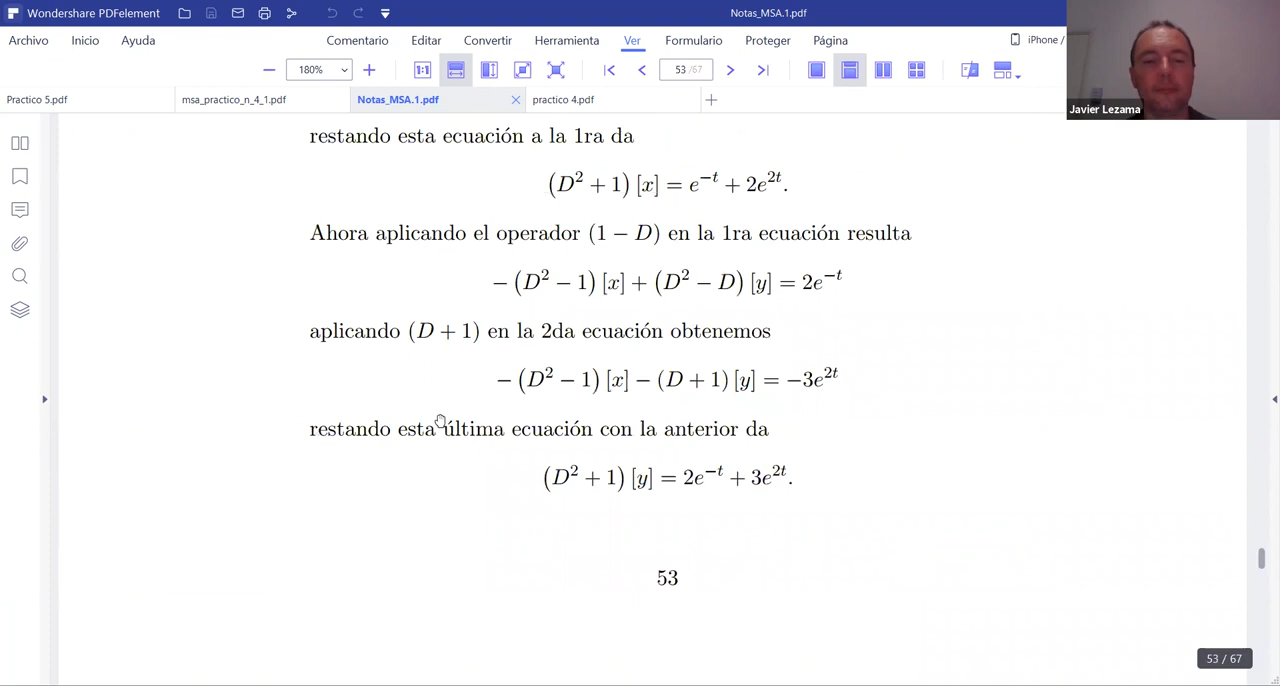 Wondershare PDFelement
Notas_MSA.1.pdf
Archivo Inicio Ayuda Comentario Editar Convertir Herramienta Ver Formulario Proteger Página iPhone /
180% 53 /67
Practico 5.pdf msa_practico_n_4_1.pdf Notas_MSA.1.pdf practico 4.pdf
Javier Lezama
restando esta ecuación a la 1ra da
(D² + 1) [x] = e⁻ᵗ + 2e²ᵗ.
Ahora aplicando el operador (1 − D) en la 1ra ecuación resulta
− (D² − 1) [x] + (D² − D) [y] = 2e⁻ᵗ
aplicando (D + 1) en la 2da ecuación obtenemos
− (D² − 1) [x] − (D + 1) [y] = −3e²ᵗ
restando esta última ecuación con la anterior da
(D² + 1) [y] = 2e⁻ᵗ + 3e²ᵗ.
53
53 / 67